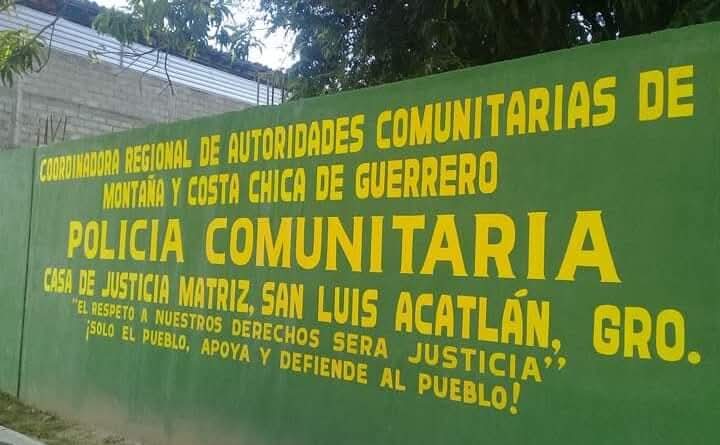 COORDINADORA REGIONAL DE AUTORIDADES COMUNITARIAS DE
MONTAÑA Y COSTA CHICA DE GUERRERO
POLICIA COMUNITARIA
CASA DE JUSTICIA MATRIZ, SAN LUIS ACATLÁN, GRO.
"EL RESPETO A NUESTROS DERECHOS SERA JUSTICIA,,
¡SOLO EL PUEBLO, APOYA Y DEFIENDE AL PUEBLO!